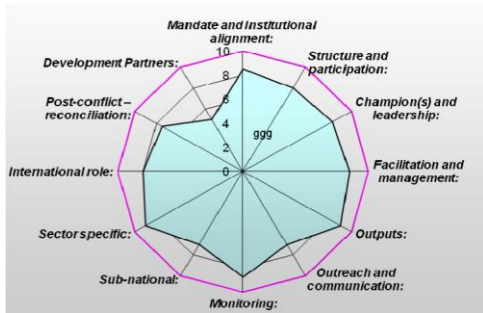 Mandate and institutional
alignment:
10
Development Partners:
Structure and
participation:
8
Post-conflict –
reconciliation:
6
Champion(s) and
leadership:
4
ggg
2
International role:
0
Facilitation and
management:
Sector specific:
Outputs:
Sub-national:
Outreach and
communication:
Monitoring: